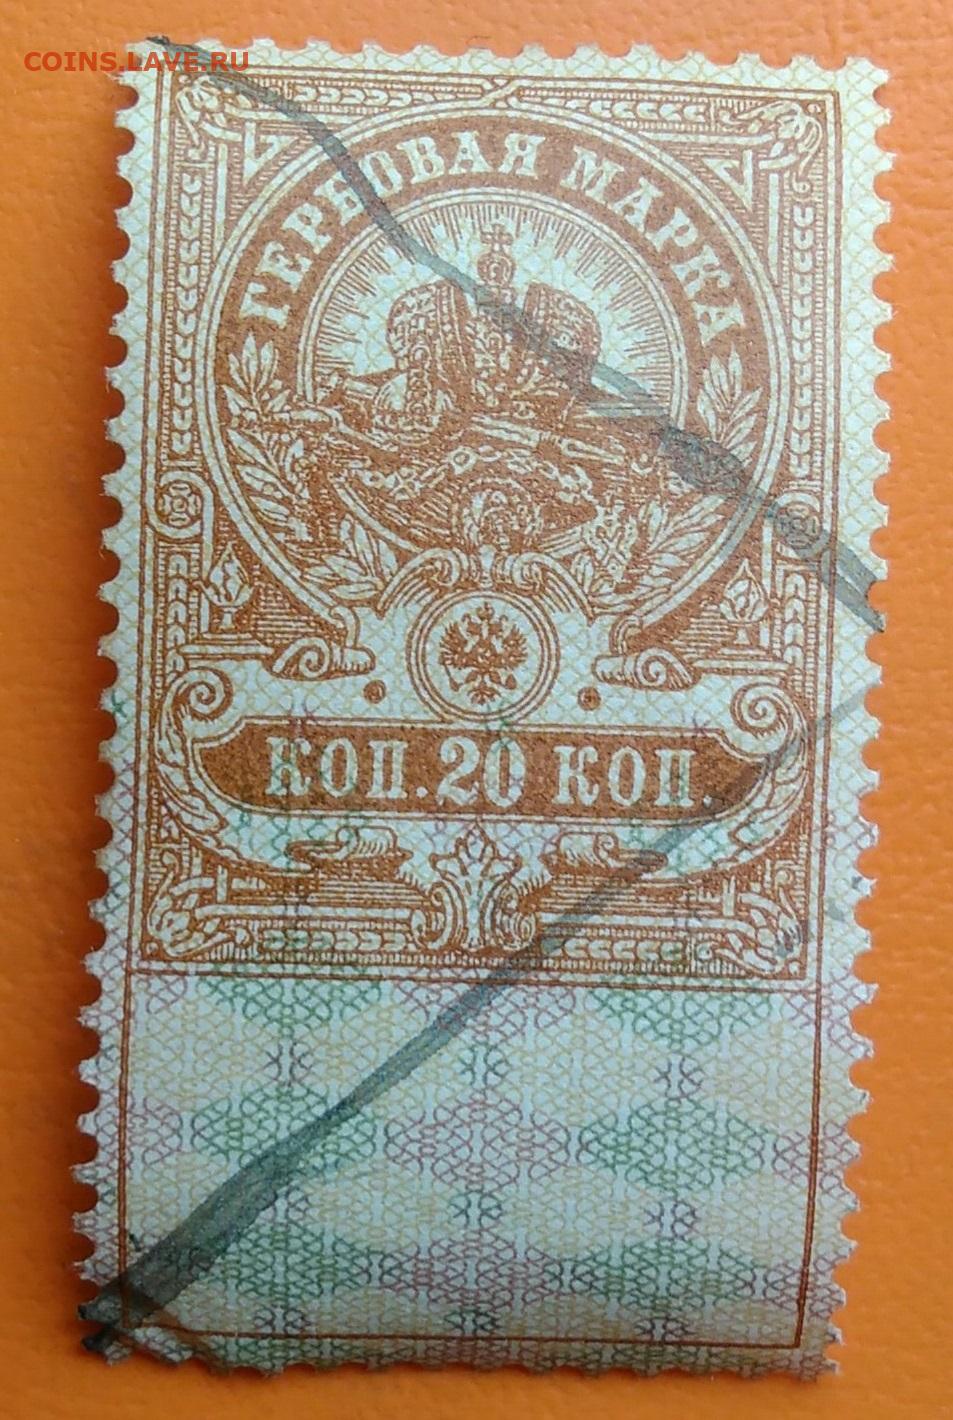 COINS.LAVE.RU
ГЕРБОВАЯ МАРКА
КОП. 20 КОП.